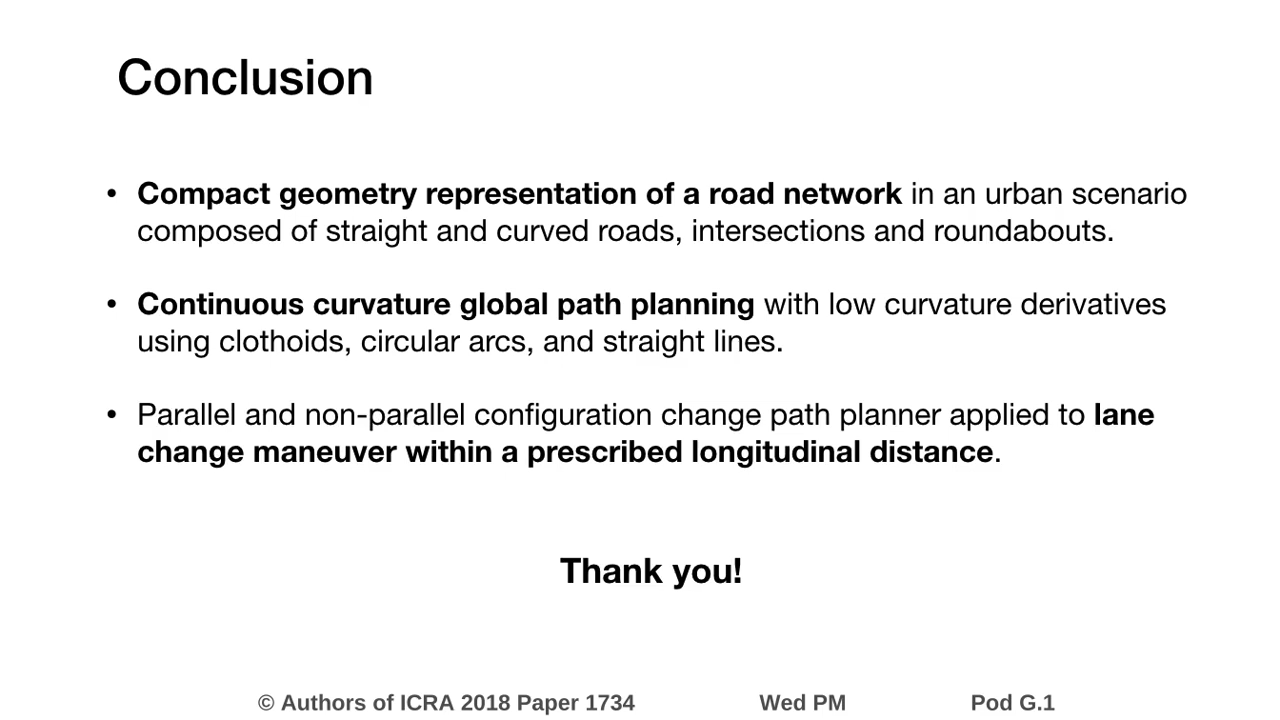 Conclusion
• Compact geometry representation of a road network in an urban scenario
composed of straight and curved roads, intersections and roundabouts.
• Continuous curvature global path planning with low curvature derivatives
using clothoids, circular arcs, and straight lines.
• Parallel and non-parallel configuration change path planner applied to lane
change maneuver within a prescribed longitudinal distance.
Thank you!
© Authors of ICRA 2018 Paper 1734 Wed PM Pod G.1